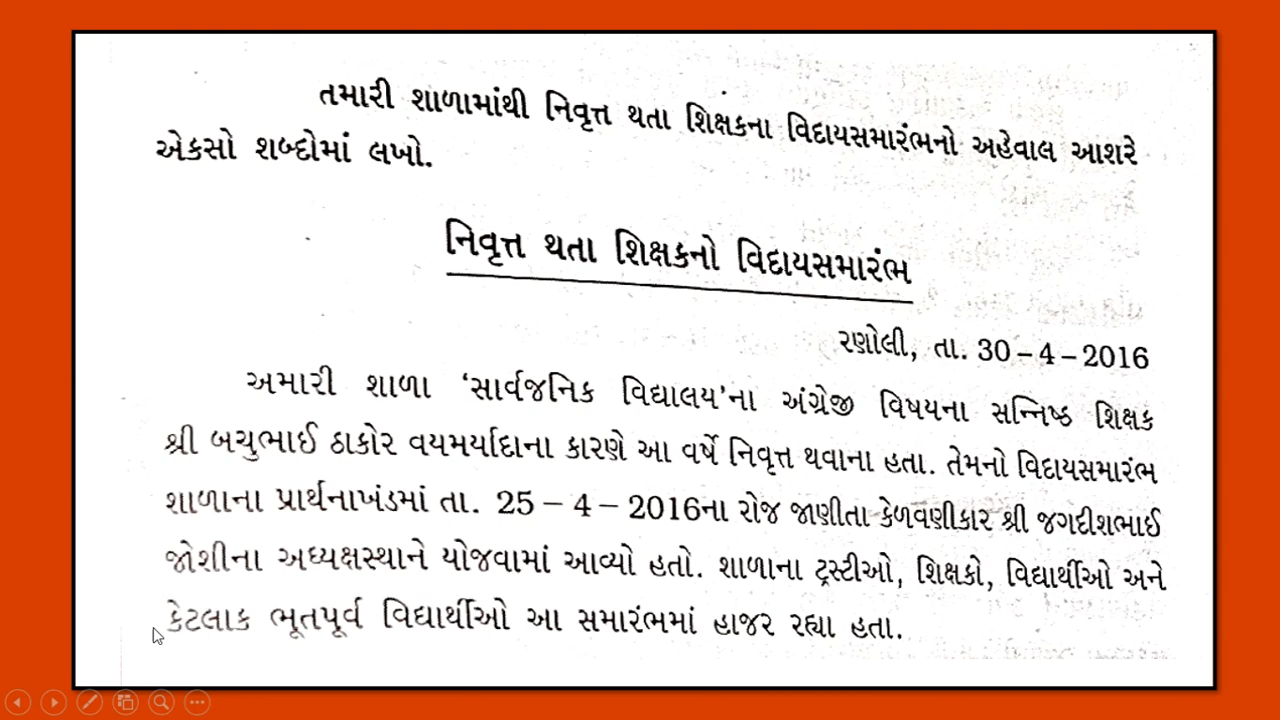 તમારી શાળામાંથી નિવૃત્ત થતા શિક્ષકના વિદાયસમારંભનો અહેવાલ આશરે
એકસો શબ્દોમાં લખો.
નિવૃત્ત થતા શિક્ષકનો વિદાયસમારંભ
રણોલી, તા. 30 – 4 – 2016
અમારી શાળા ‘સાર્વજનિક વિદ્યાલય’ના અંગ્રેજી વિષયના સન્નિષ્ઠ શિક્ષક
શ્રી બચુભાઈ ઠાકોર વયમર્યાદાના કારણે આ વર્ષે નિવૃત્ત થવાના હતા. તેમનો વિદાયસમારંભ
શાળાના પ્રાર્થનાખંડમાં તા. 25 – 4 – 2016ના રોજ જાણીતા કેળવણીકાર શ્રી જગદીશભાઈ
જોશીના અધ્યક્ષસ્થાને યોજવામાં આવ્યો હતો. શાળાના ટ્રસ્ટીઓ, શિક્ષકો, વિદ્યાર્થીઓ અને
કેટલાક ભૂતપૂર્વ વિદ્યાર્થીઓ આ સમારંભમાં હાજર રહ્યા હતા.